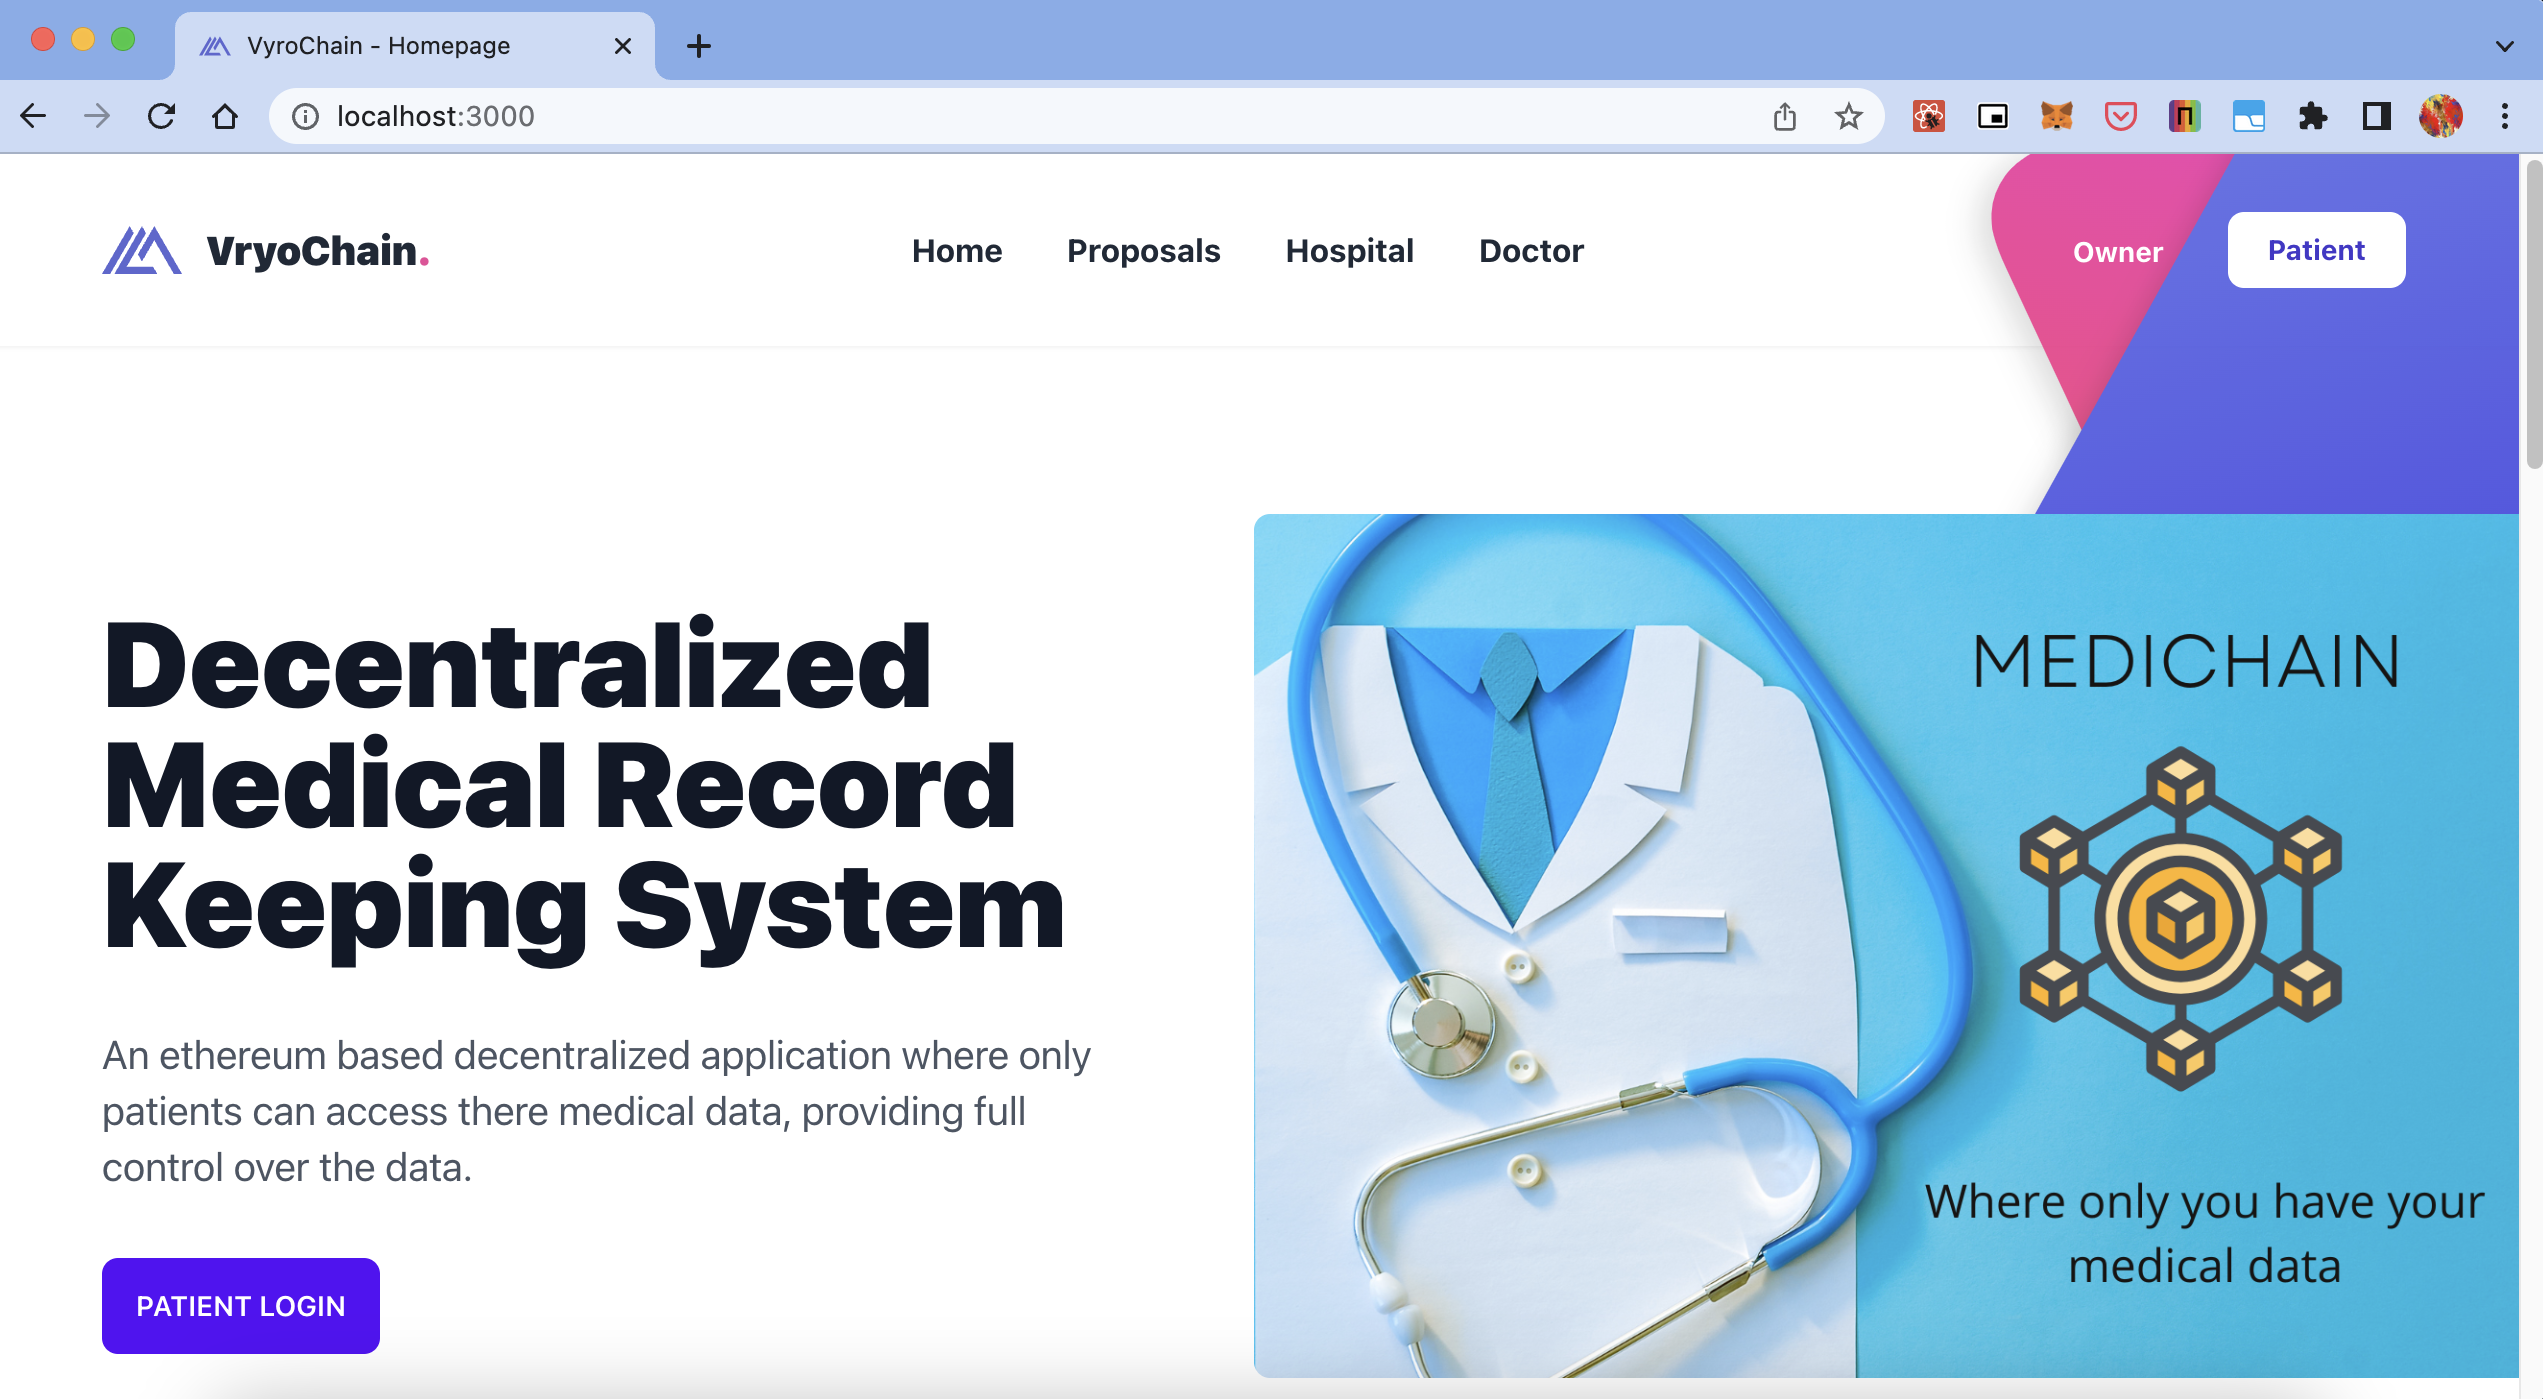 VyroChain - Homepage
localhost:3000
VryoChain.
Home Proposals Hospital Doctor
Owner Patient
Decentralized
Medical Record
Keeping System
An ethereum based decentralized application where only
patients can access there medical data, providing full
control over the data.
PATIENT LOGIN
MEDICHAIN
Where only you have your
medical data